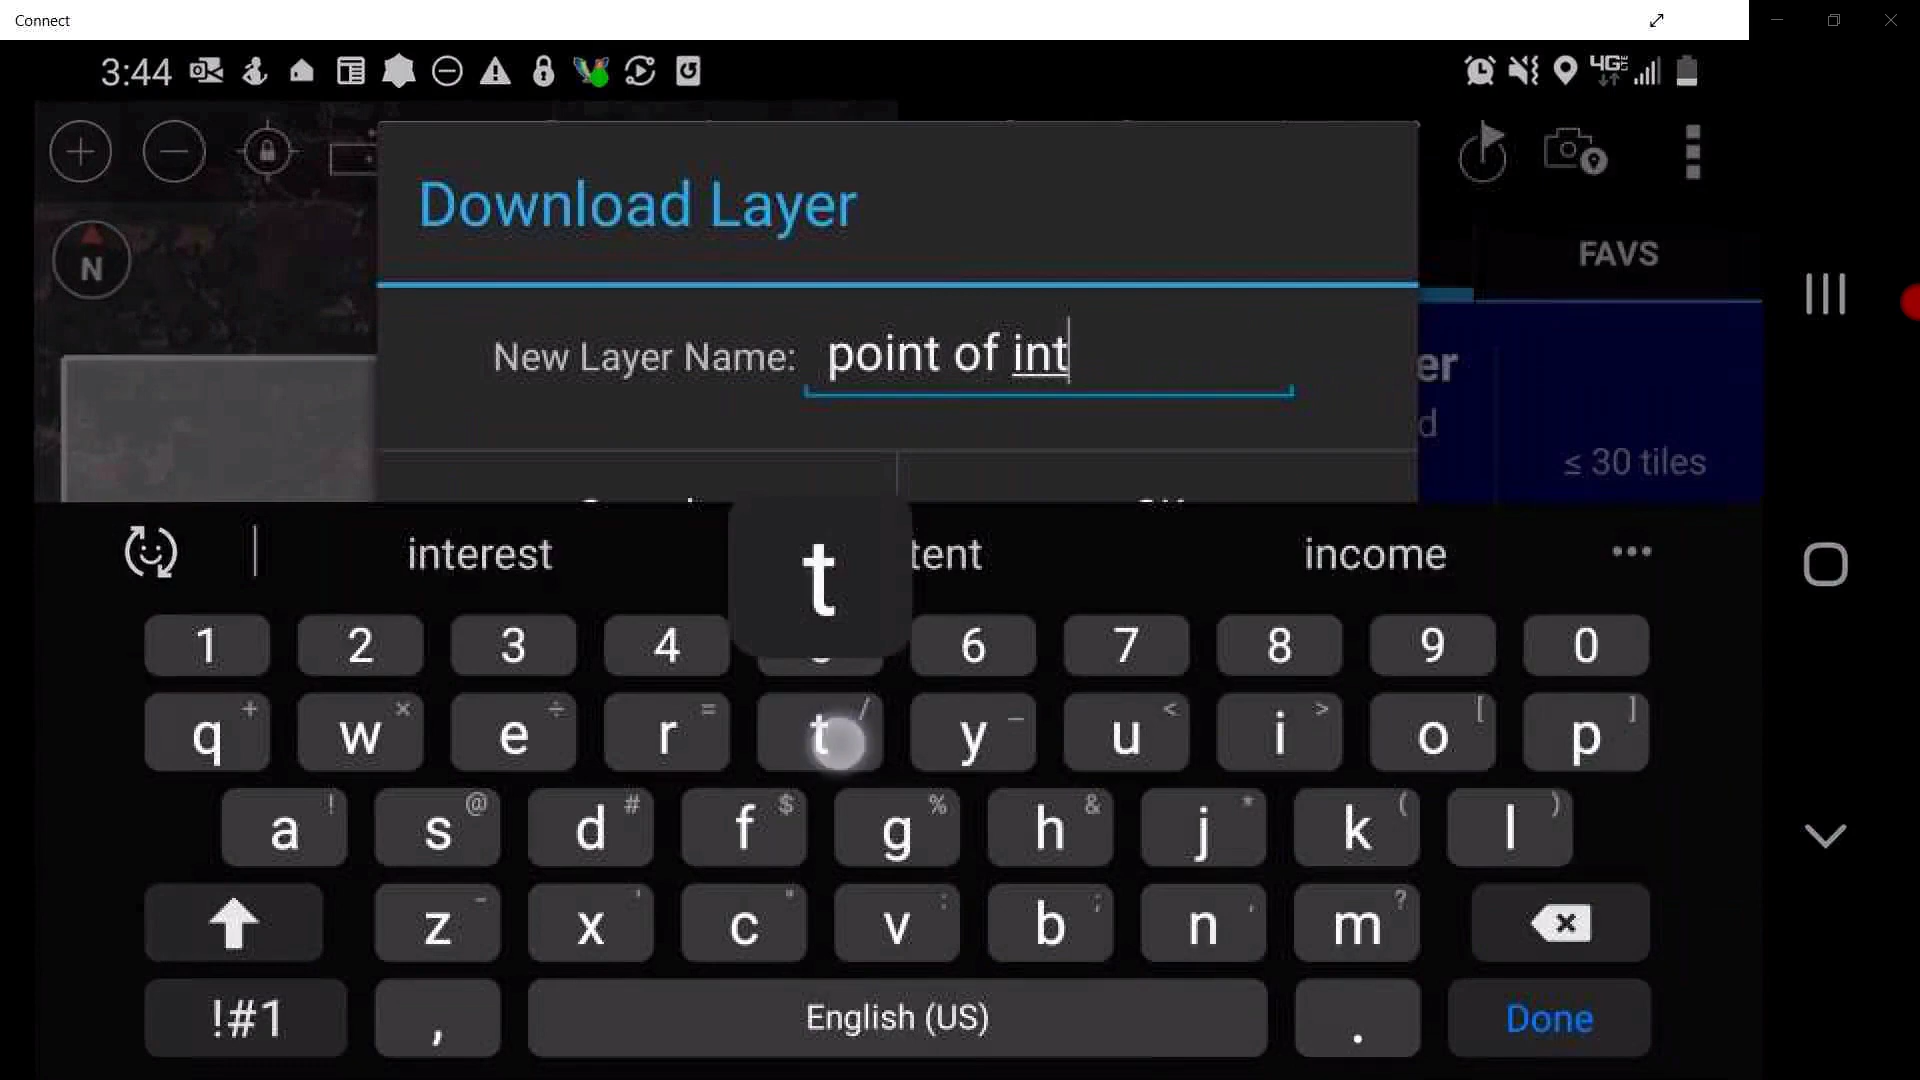 Connect
3:44
4G
N
Download Layer
FAVS
New Layer Name: point of int
er
d
≤ 30 tiles
interest
t
tent
income
1 2 3 4 6 7 8 9 0
q + w × e ÷ r = t / y _ u < i > o [ p ]
a ! s @ d # f $ g % h & j * k ( l )
z - x ' c " v : b ; n , m ?
!#1 , English (US) . Done